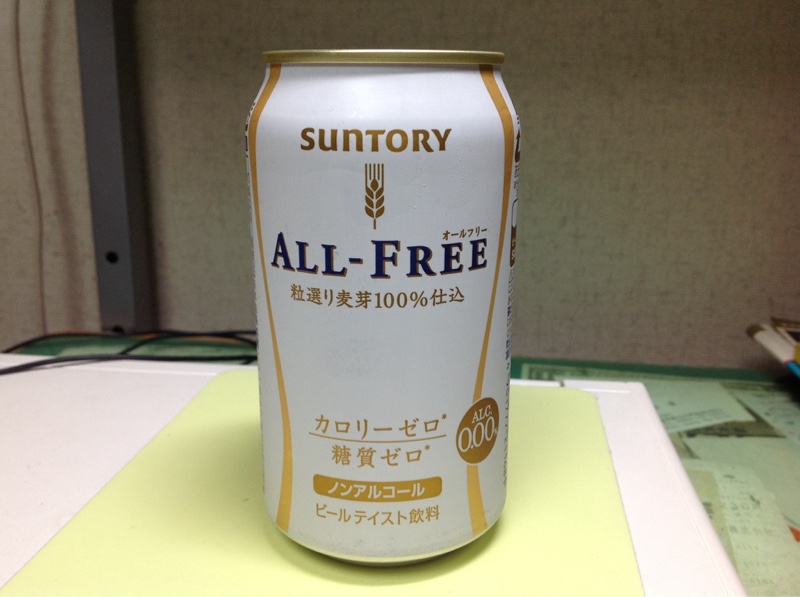 SUNTORY
オールフリー
ALL-FREE
粒選り麦芽100%仕込
カロリーゼロ*
糖質ゼロ*
ALC.
0.00%
ノンアルコール
ビールテイスト飲料